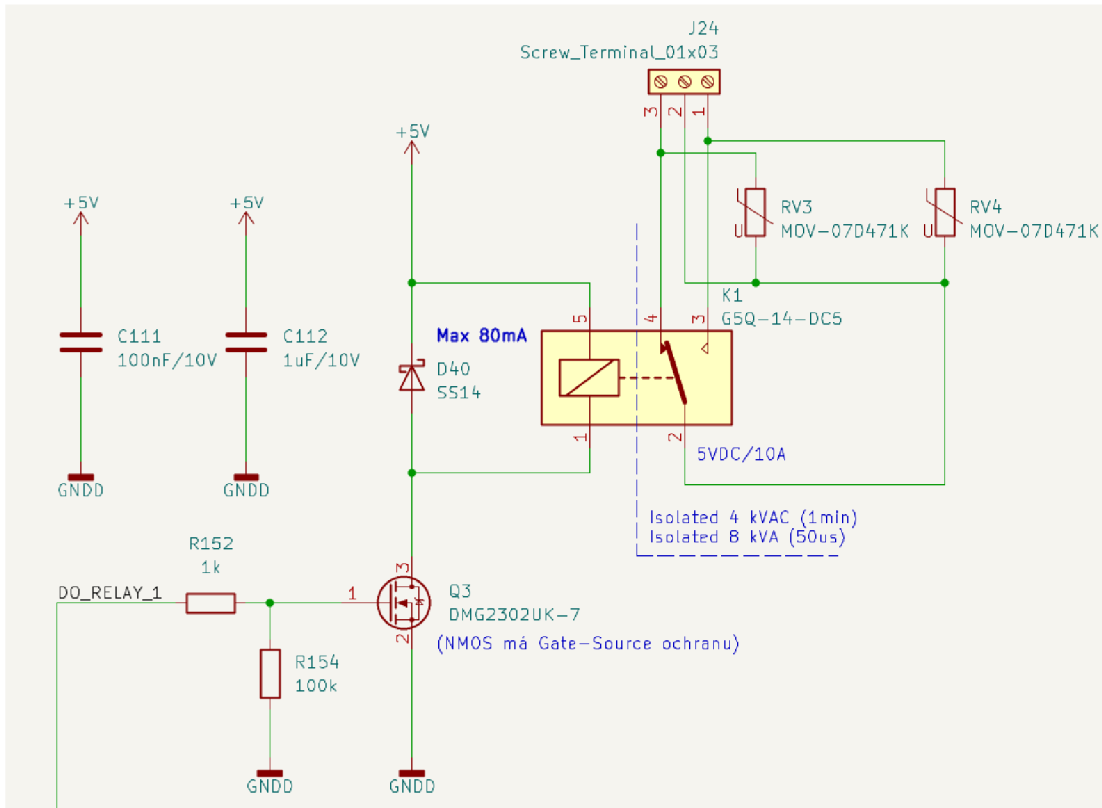 J24
Screw_Terminal_01x03
3
2
1
+5V
+5V
+5V
U
RV3
MOV-07D471K
U
RV4
MOV-07D471K
K1
G5Q-14-DC5
5
4
3
C111
100nF/10V
C112
1uF/10V
Max 80mA
D40
SS14
1
2
5VDC/10A
GNDD
GNDD
Isolated 4 kVAC (1min)
Isolated 8 kVA (50us)
R152
1k
DO_RELAY_1
1
3
2
Q3
DMG2302UK-7
(NMOS má Gate-Source ochranu)
R154
100k
GNDD
GNDD